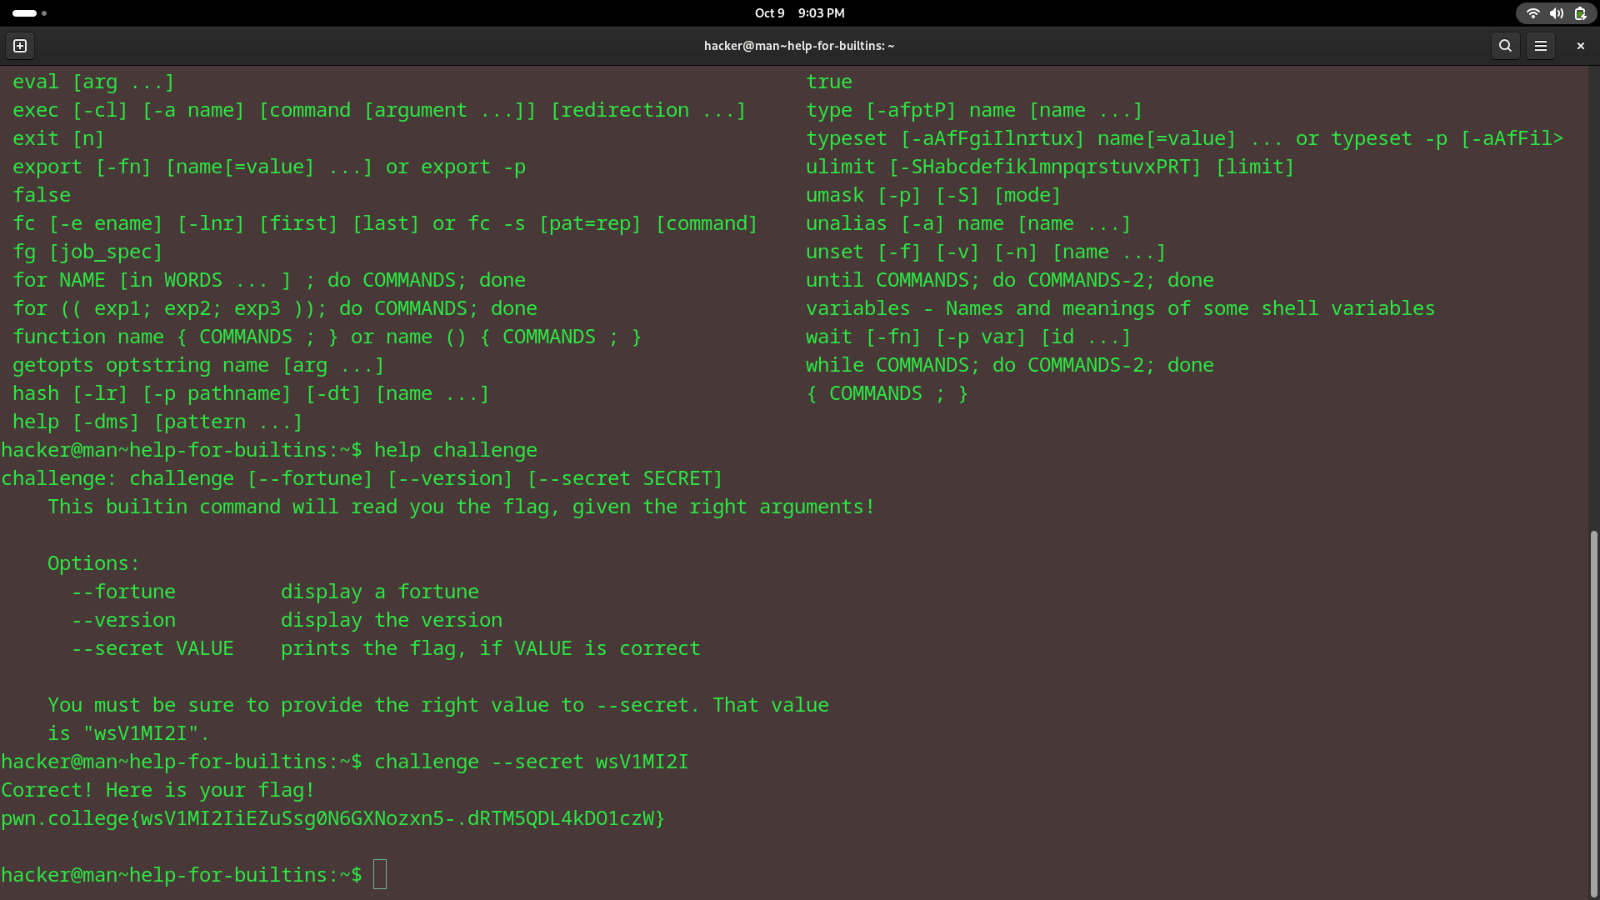 Oct 9 9:03 PM
hacker@man~help-for-builtins: ~
eval [arg ...] true
exec [-cl] [-a name] [command [argument ...]] [redirection ...] type [-afptP] name [name ...]
exit [n] typeset [-aAfFgiIlnrtux] name[=value] ... or typeset -p [-aAfFil>
export [-fn] [name[=value] ...] or export -p ulimit [-SHabcdefiklmnpqrstuvxPRT] [limit]
false umask [-p] [-S] [mode]
fc [-e ename] [-lnr] [first] [last] or fc -s [pat=rep] [command] unalias [-a] name [name ...]
fg [job_spec] unset [-f] [-v] [-n] [name ...]
for NAME [in WORDS ... ] ; do COMMANDS; done until COMMANDS; do COMMANDS-2; done
for (( exp1; exp2; exp3 )); do COMMANDS; done variables - Names and meanings of some shell variables
function name { COMMANDS ; } or name () { COMMANDS ; } wait [-fn] [-p var] [id ...]
getopts optstring name [arg ...] while COMMANDS; do COMMANDS-2; done
hash [-lr] [-p pathname] [-dt] [name ...] { COMMANDS ; }
help [-dms] [pattern ...]
hacker@man~help-for-builtins:~$ help challenge
challenge: challenge [--fortune] [--version] [--secret SECRET]
This builtin command will read you the flag, given the right arguments!
Options:
--fortune display a fortune
--version display the version
--secret VALUE prints the flag, if VALUE is correct
You must be sure to provide the right value to --secret. That value
is "wsV1MI2I".
hacker@man~help-for-builtins:~$ challenge --secret wsV1MI2I
Correct! Here is your flag!
pwn.college{wsV1MI2IiEZuSsg0N6GXNozxn5-.dRTM5QDL4kDO1czW}
hacker@man~help-for-builtins:~$